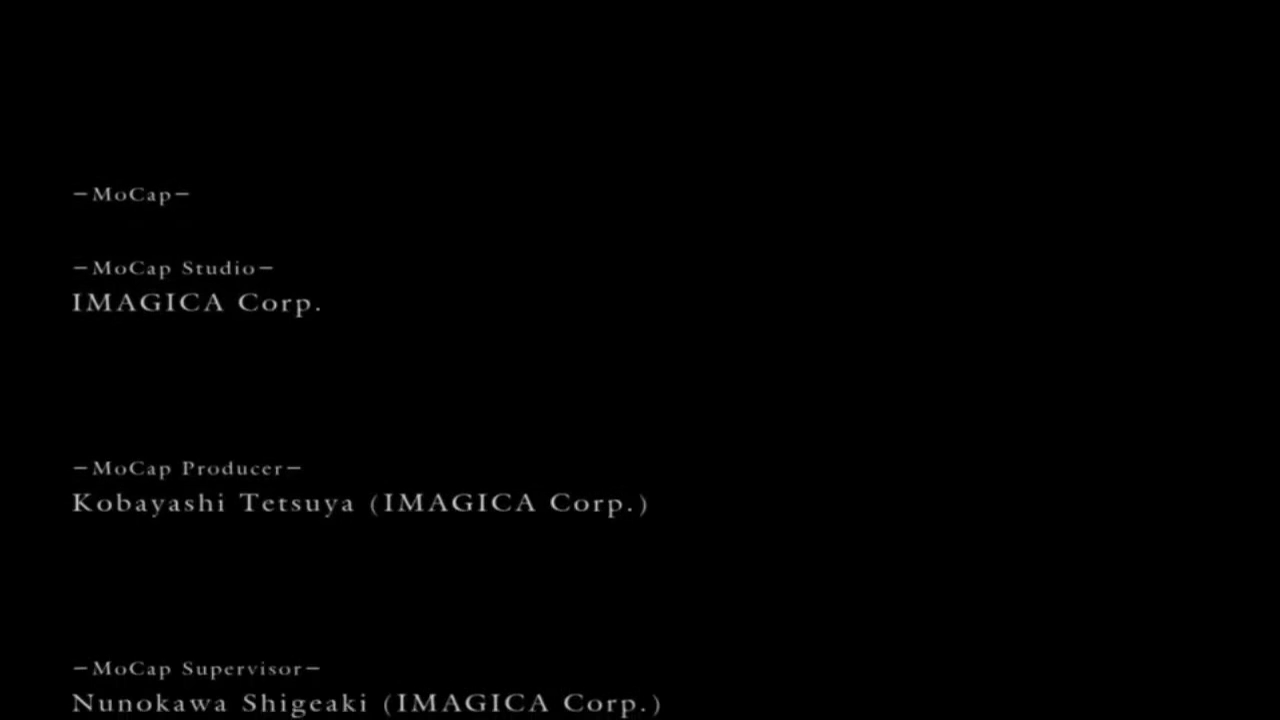 −MoCap−
−MoCap Studio−
IMAGICA Corp.
−MoCap Producer−
Kobayashi Tetsuya (IMAGICA Corp.)
−MoCap Supervisor−
Nunokawa Shigeaki (IMAGICA Corp.)